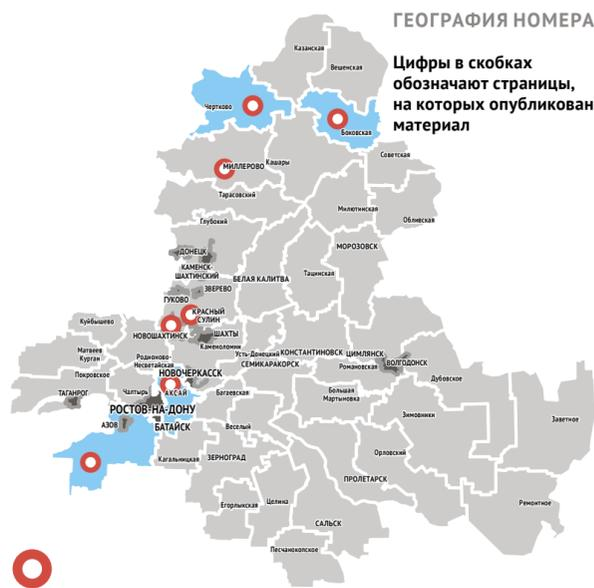 ГЕОГРАФИЯ НОМЕРА
Цифры в скобках
обозначают страницы,
на которых опубликован
материал
Казанская
Вешенская
Чертково
Боковская
Советская
МИЛЛЕРОВО
Кашары
Тарасовский
Милютинская
Обливская
Глубокий
МОРОЗОВСК
ДОНЕЦК
КАМЕНСК-
ШАХТИНСКИЙ
БЕЛАЯ КАЛИТВА
Тацинская
ЗВЕРЕВО
ГУКОВО
КРАСНЫЙ
СУЛИН
Куйбышево
НОВОШАХТИНСК
ШАХТЫ
Каменоломни
Матвеев
Курган
Родионово-
Несветайская
Усть-Донецкий
КОНСТАНТИНОВСК
ЦИМЛЯНСК
СЕМИКАРАКОРСК
Романовская
ВОЛГОДОНСК
Покровское
НОВОЧЕРКАССК
Дубовское
ТАГАНРОГ
Чалтырь
АКСАЙ
Багаевская
Большая
Мартыновка
РОСТОВ-НА-ДОНУ
Зимовники
Заветное
АЗОВ
БАТАЙСК
Веселый
Кагальницкая
ЗЕРНОГРАД
Орловский
ПРОЛЕТАРСК
Егорлыкская
Целина
Ремонтное
САЛЬСК
Песчанокопское